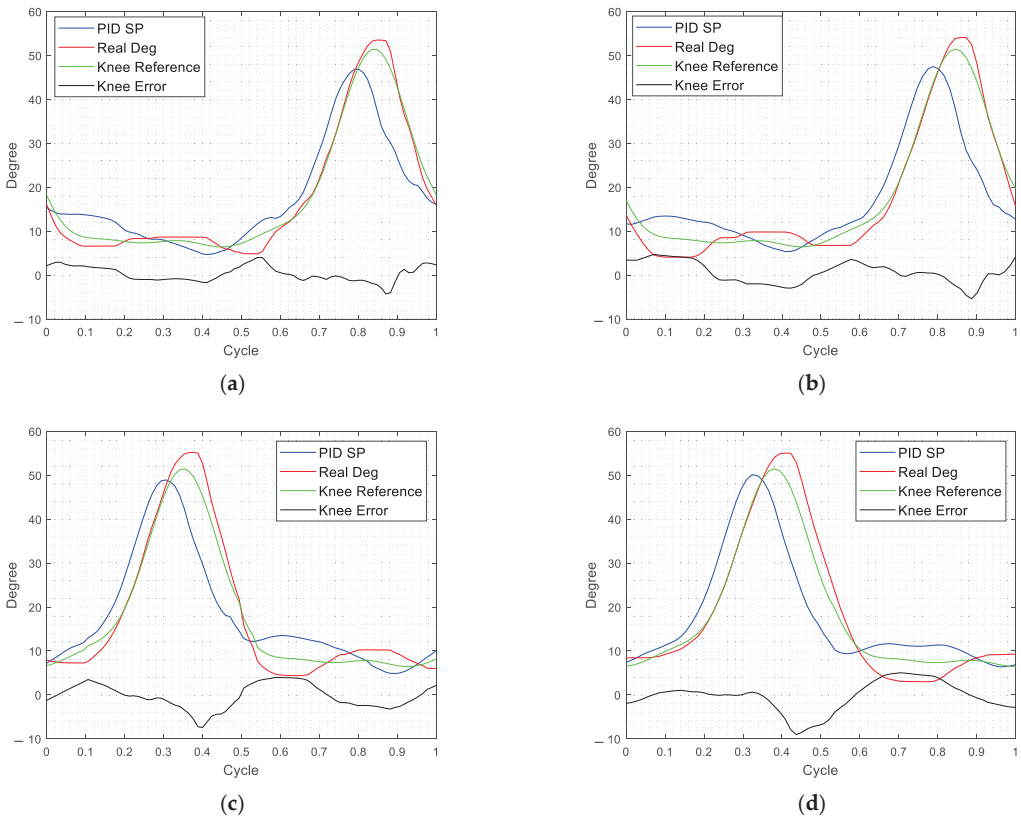 60
50
40
30
20
10
0
– 10
Degree
PID SP
Real Deg
Knee Reference
Knee Error
0 0.1 0.2 0.3 0.4 0.5 0.6 0.7 0.8 0.9 1
Cycle
(a)
60
50
40
30
20
10
0
– 10
Degree
PID SP
Real Deg
Knee Reference
Knee Error
0 0.1 0.2 0.3 0.4 0.5 0.6 0.7 0.8 0.9 1
Cycle
(b)
60
50
40
30
20
10
0
– 10
Degree
PID SP
Real Deg
Knee Reference
Knee Error
0 0.1 0.2 0.3 0.4 0.5 0.6 0.7 0.8 0.9 1
Cycle
(c)
60
50
40
30
20
10
0
– 10
Degree
PID SP
Real Deg
Knee Reference
Knee Error
0 0.1 0.2 0.3 0.4 0.5 0.6 0.7 0.8 0.9 1
Cycle
(d)